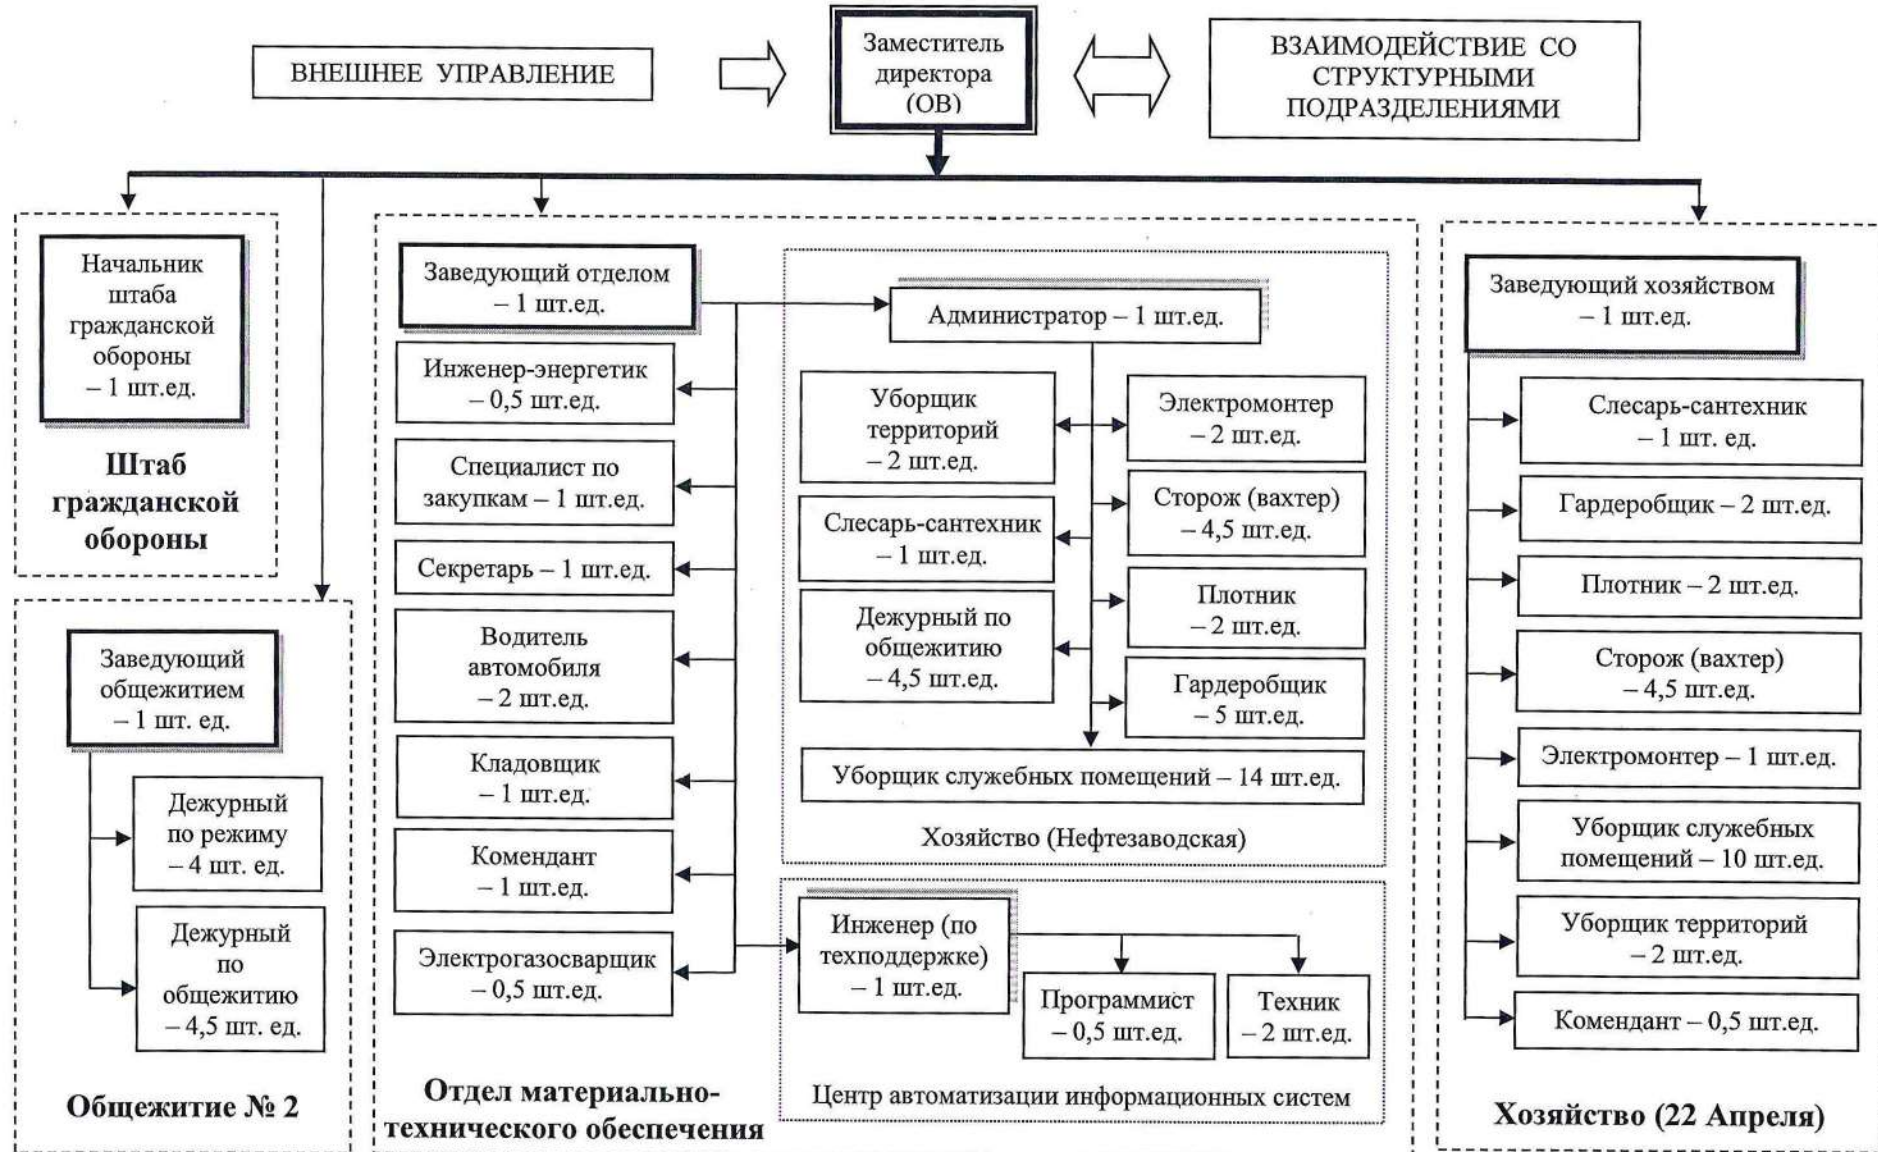 ВНЕШНЕЕ УПРАВЛЕНИЕ
Заместитель
директора
(ОВ)
ВЗАИМОДЕЙСТВИЕ СО
СТРУКТУРНЫМИ
ПОДРАЗДЕЛЕНИЯМИ
Начальник
штаба
гражданской
обороны
– 1 шт.ед.
Штаб
гражданской
обороны
Заведующий
общежитием
– 1 шт. ед.
Дежурный
по режиму
– 4 шт. ед.
Дежурный
по
общежитию
– 4,5 шт. ед.
Общежитие № 2
Заведующий отделом
– 1 шт.ед.
Инженер-энергетик
– 0,5 шт.ед.
Специалист по
закупкам – 1 шт.ед.
Секретарь – 1 шт.ед.
Водитель
автомобиля
– 2 шт.ед.
Кладовщик
– 1 шт.ед.
Комендант
– 1 шт.ед.
Электрогазосварщик
– 0,5 шт.ед.
Отдел материально-
технического обеспечения
Администратор – 1 шт.ед.
Уборщик
территорий
– 2 шт.ед.
Слесарь-сантехник
– 1 шт.ед.
Дежурный по
общежитию
– 4,5 шт.ед.
Электромонтер
– 2 шт.ед.
Сторож (вахтер)
– 4,5 шт.ед.
Плотник
– 2 шт.ед.
Гардеробщик
– 5 шт.ед.
Уборщик служебных помещений – 14 шт.ед.
Хозяйство (Нефтезаводская)
Инженер (по
техподдержке)
– 1 шт.ед.
Программист
– 0,5 шт.ед.
Техник
– 2 шт.ед.
Центр автоматизации информационных систем
Заведующий хозяйством
– 1 шт.ед.
Слесарь-сантехник
– 1 шт. ед.
Гардеробщик – 2 шт.ед.
Плотник – 2 шт.ед.
Сторож (вахтер)
– 4,5 шт.ед.
Электромонтер – 1 шт.ед.
Уборщик служебных
помещений – 10 шт.ед.
Уборщик территорий
– 2 шт.ед.
Комендант – 0,5 шт.ед.
Хозяйство (22 Апреля)